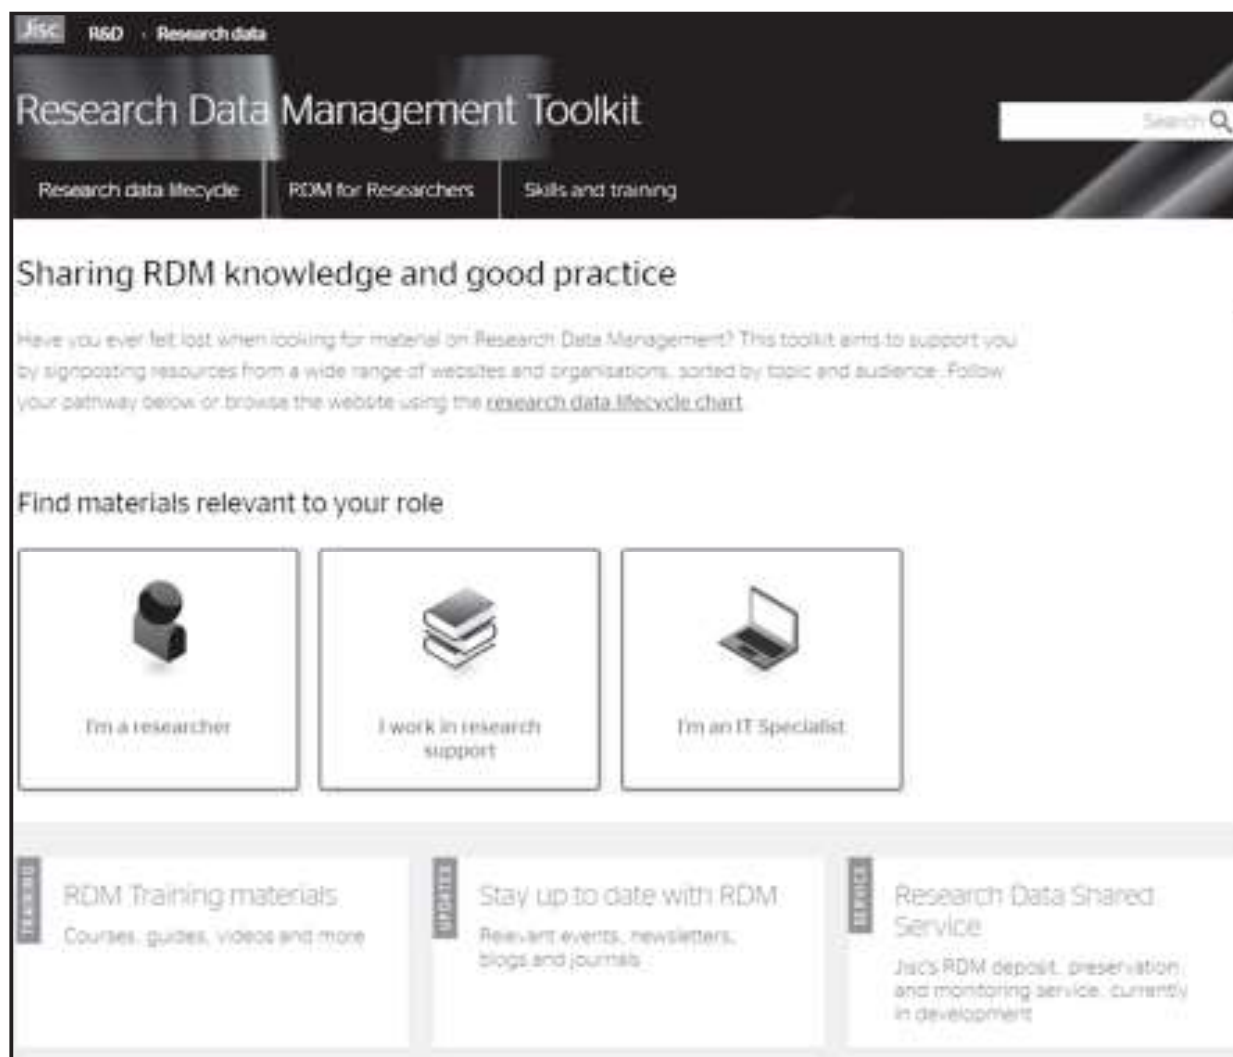 Jisc R&D › Research data
Research Data Management Toolkit
Search
Research data lifecycle RDM for Researchers Skills and training
Sharing RDM knowledge and good practice
Have you ever felt lost when looking for material on Research Data Management? This toolkit aims to support you
by signposting resources from a wide range of websites and organisations, sorted by topic and audience. Follow
your pathway below or browse the website using the research data lifecycle chart.
Find materials relevant to your role
I'm a researcher
I work in research
support
I'm an IT Specialist
TRAINING
RDM Training materials
Courses, guides, videos and more
UPDATES
Stay up to date with RDM
Relevant events, newsletters,
blogs and journals
SERVICE
Research Data Shared
Service
Jisc's RDM deposit, preservation
and monitoring service, currently
in development